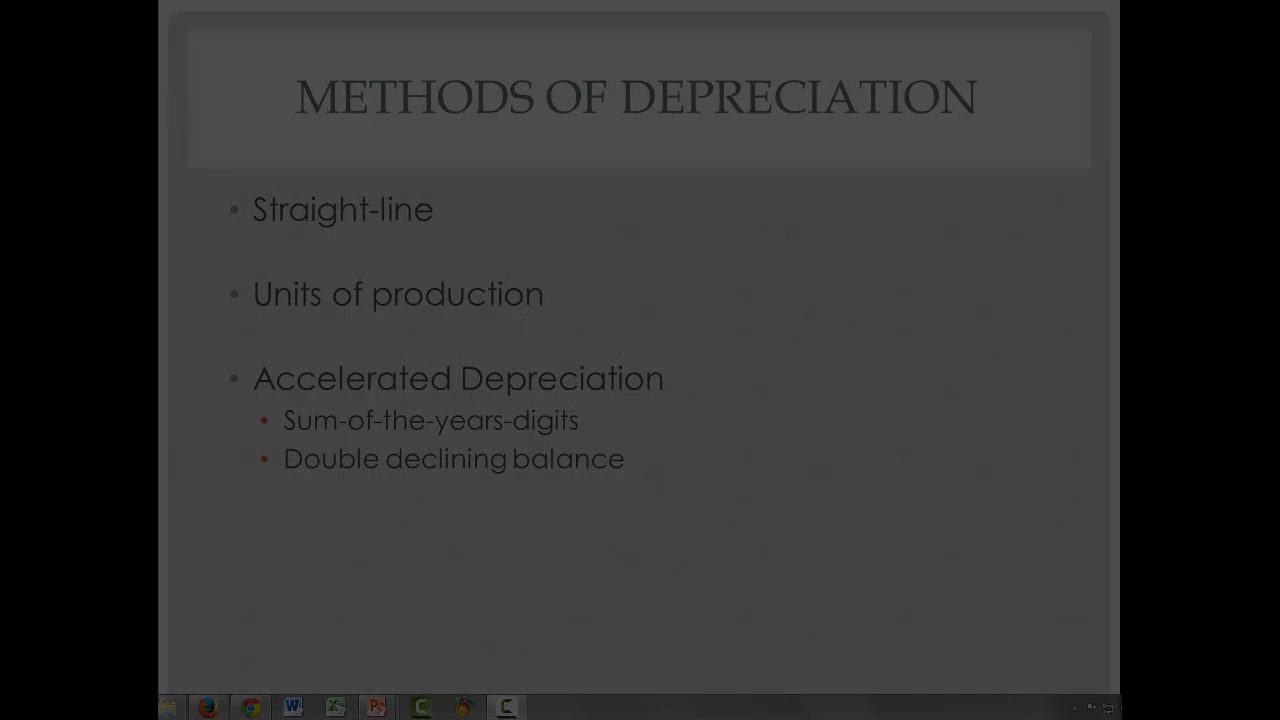 METHODS OF DEPRECIATION
• Straight-line
• Units of production
• Accelerated Depreciation
• Sum-of-the-years-digits
• Double declining balance